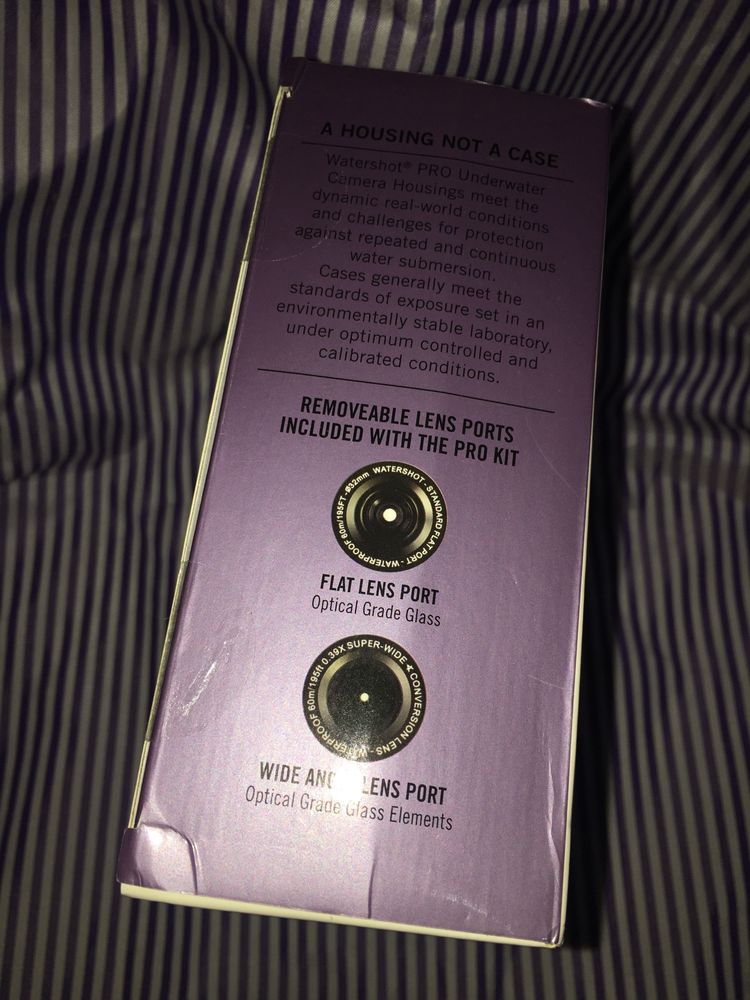 A HOUSING NOT A CASE
Watershot® PRO Underwater
Camera Housings meet the
dynamic real-world conditions
and challenges for protection
against repeated and continuous
water submersion.
Cases generally meet the
standards of exposure set in an
environmentally stable laboratory,
under optimum controlled and
calibrated conditions.
REMOVEABLE LENS PORTS
INCLUDED WITH THE PRO KIT
WATERSHOT - STANDARD FLAT PORT - WATERPROOF 60m/195FT - Ø32mm
FLAT LENS PORT
Optical Grade Glass
0.39X SUPER-WIDE CONVERSION LENS - WATERPROOF 60m/195ft
WIDE LENS PORT
Optical Grade Glass Elements